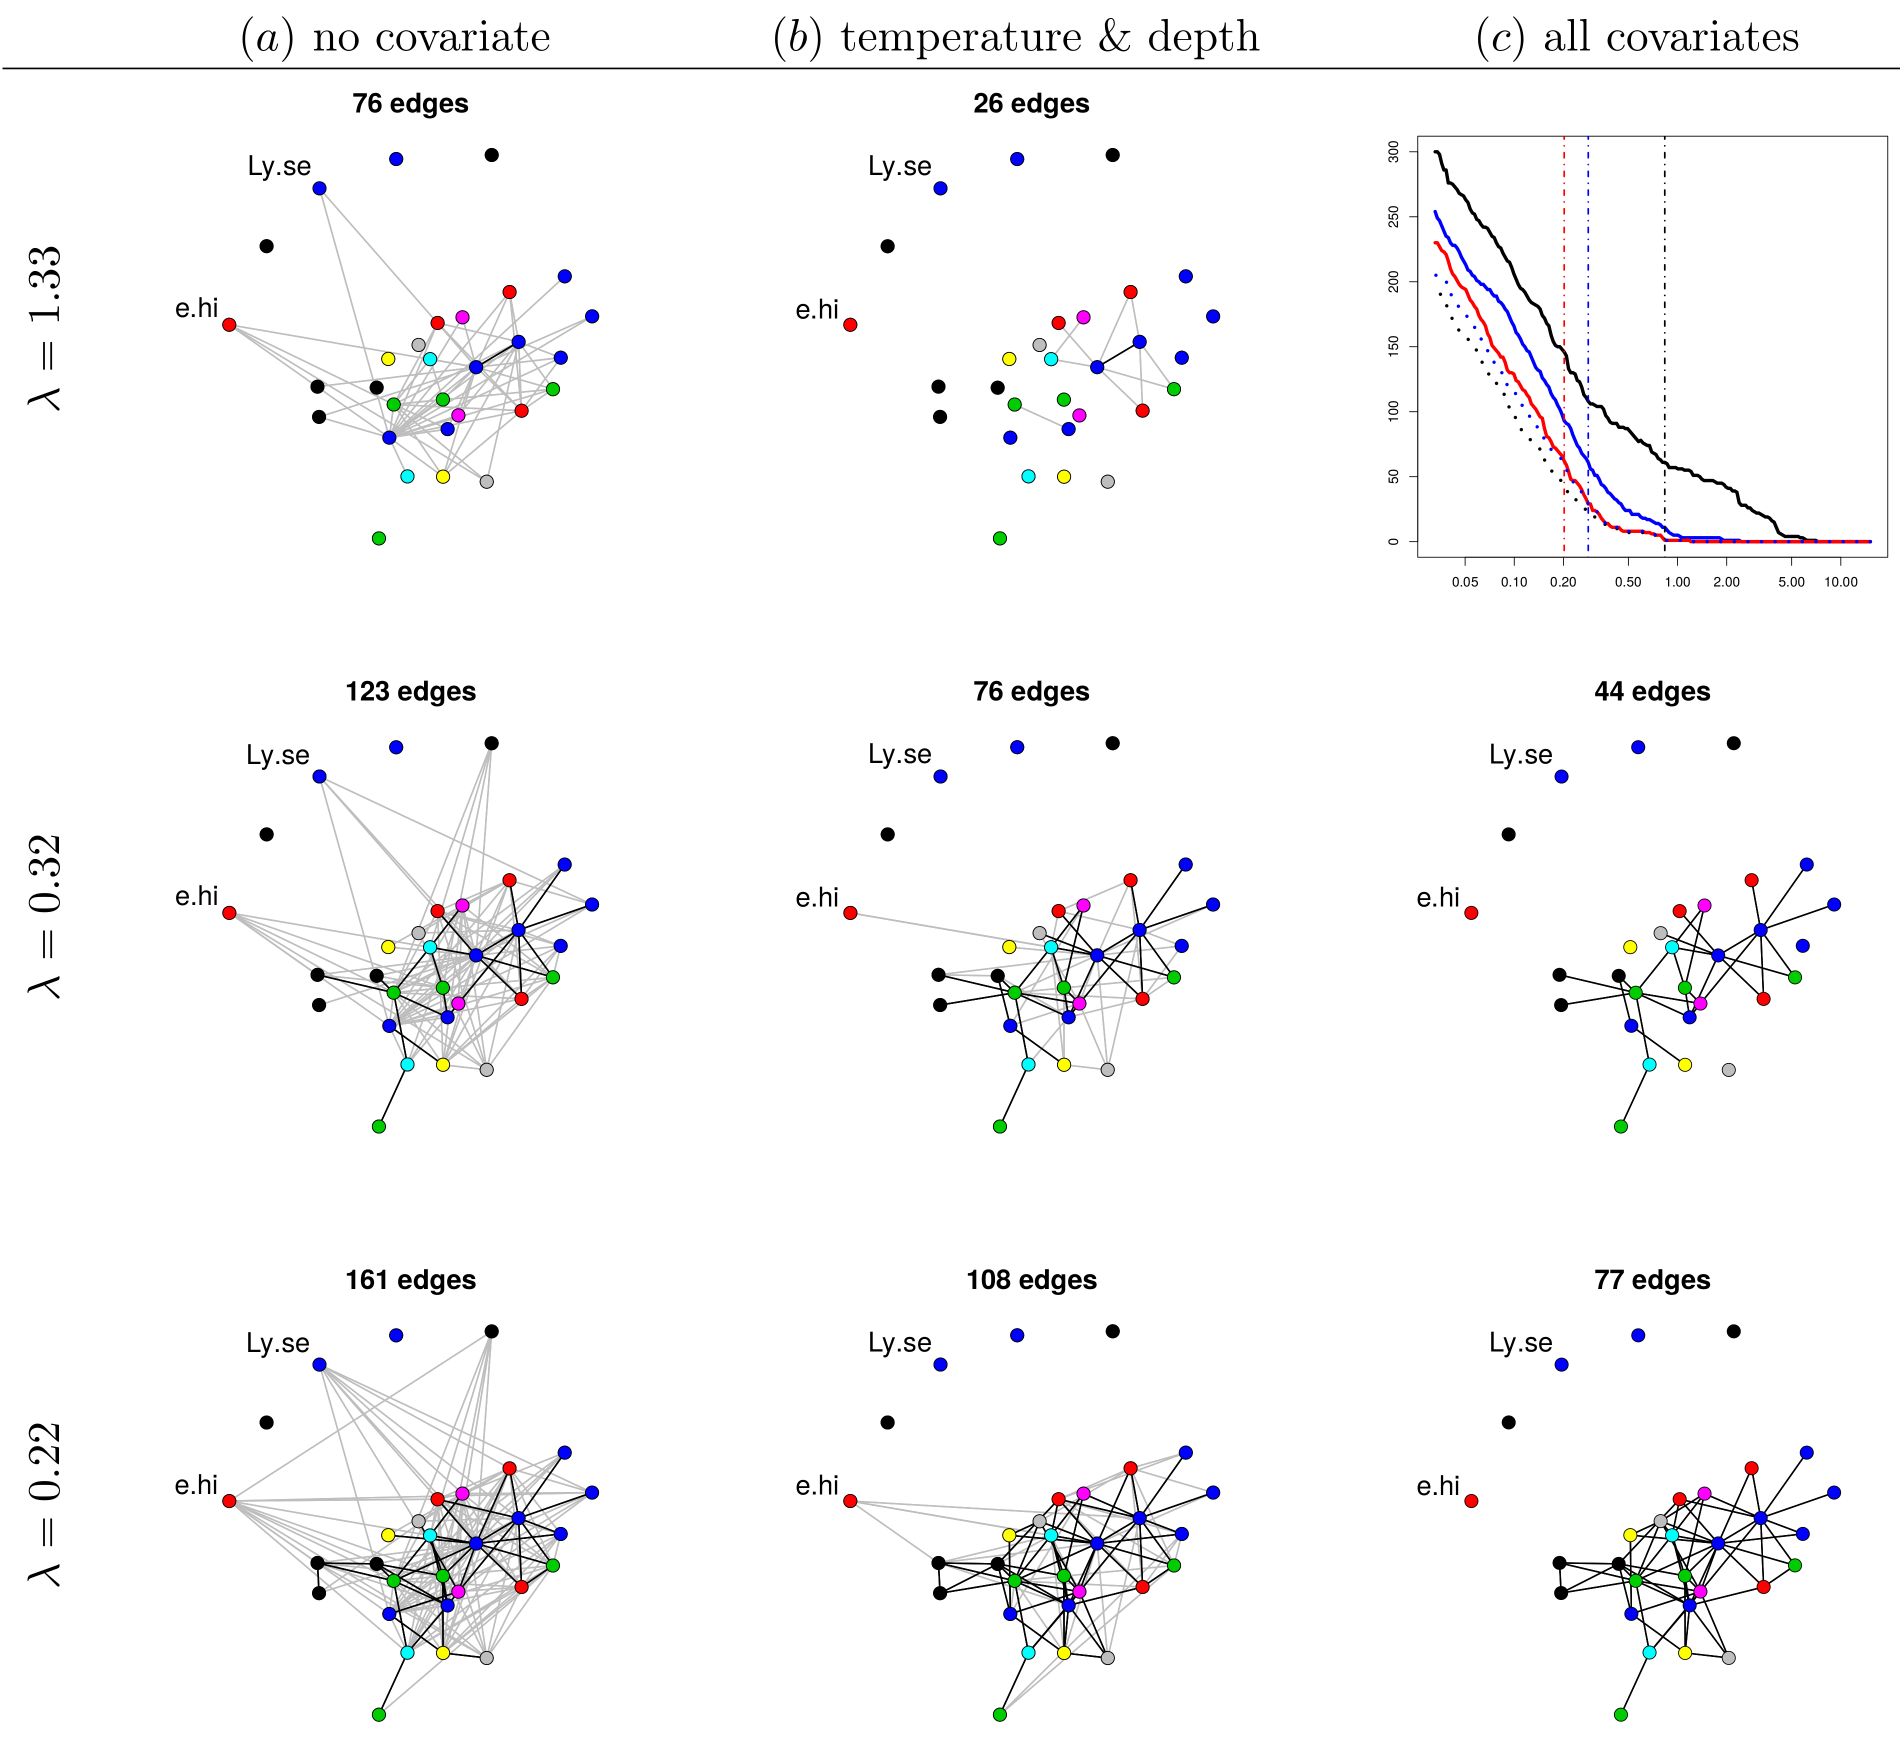 (a) no covariate (b) temperature & depth (c) all covariates
λ = 1.33
76 edges
Ly.se
e.hi
26 edges
Ly.se
e.hi
300
250
200
150
100
50
0
0.05 0.10 0.20 0.50 1.00 2.00 5.00 10.00
λ = 0.32
123 edges
Ly.se
e.hi
76 edges
Ly.se
e.hi
44 edges
Ly.se
e.hi
λ = 0.22
161 edges
Ly.se
e.hi
108 edges
Ly.se
e.hi
77 edges
Ly.se
e.hi